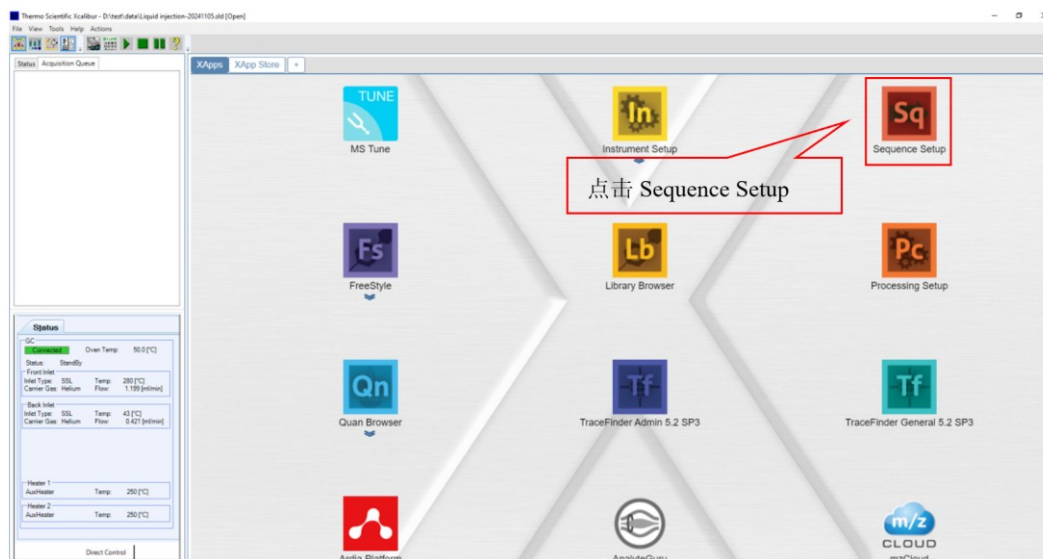 Thermo Scientific Xcalibur - D:\test\data\Liquid injection-20241105.sld [Open]
File View Tools Help Actions
Status Acquisition Queue
XApps XApp Store +
TUNE
MS Tune
In
Instrument Setup
Sq
Sequence Setup
点击 Sequence Setup
Fs
FreeStyle
Lb
Library Browser
Pc
Processing Setup
Qn
Quan Browser
Tf
TraceFinder Admin 5.2 SP3
Tf
TraceFinder General 5.2 SP3
Ardia Platform
AnalyteGuru
m/z
CLOUD
mzCloud
Status
GC
Connected Oven Temp: 50.0 [°C]
Status: StandBy
Front Inlet
Inlet Type: SSL Temp: 280 [°C]
Carrier Gas: Helium Flow: 1.199 [ml/min]
Back Inlet
Inlet Type: SSL Temp: 43 [°C]
Carrier Gas: Helium Flow: 0.421 [ml/min]
Heater 1
AuxHeater Temp: 250 [°C]
Heater 2
AuxHeater Temp: 250 [°C]
Direct Control